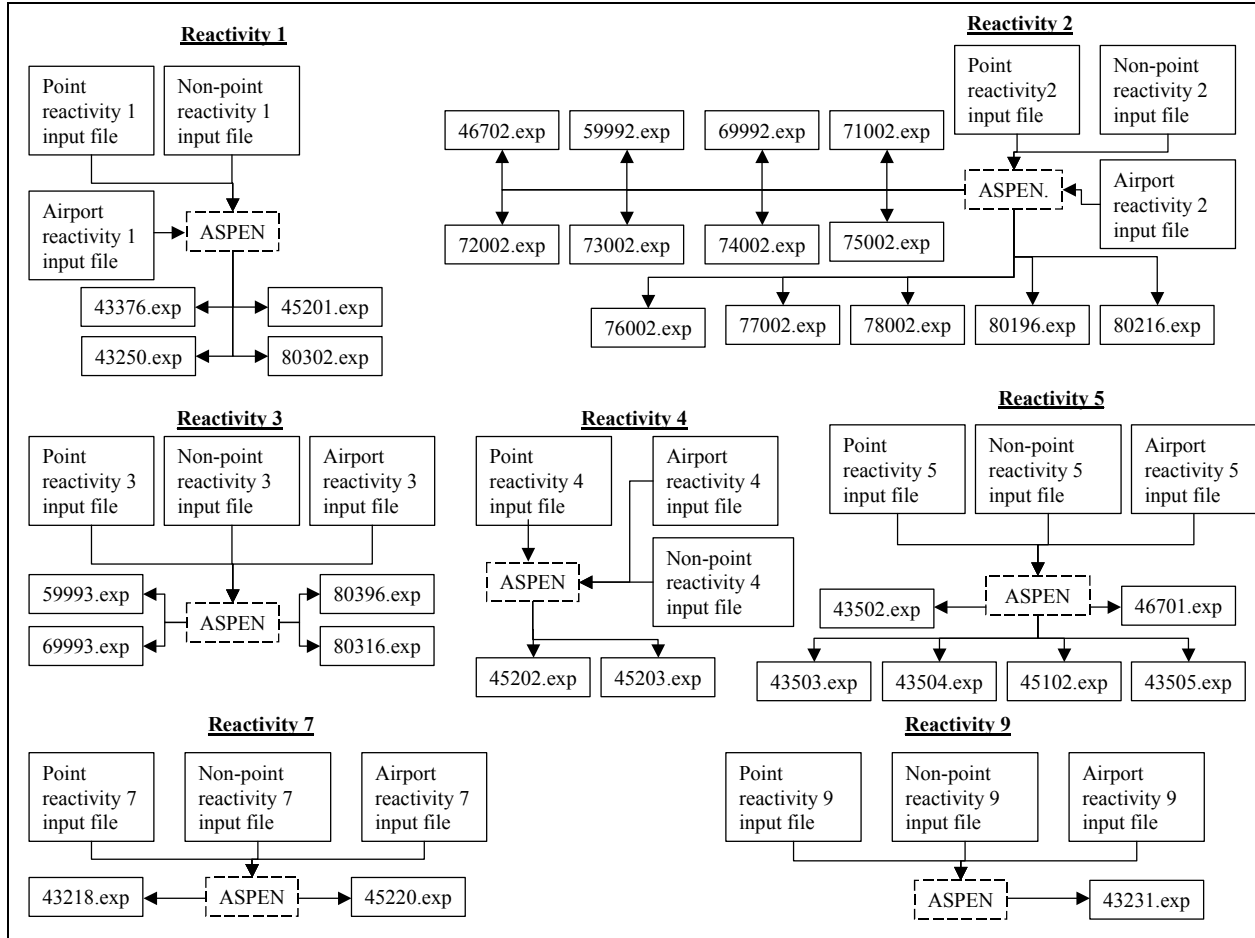 Reactivity 1
Point
reactivity 1
input file
Non-point
reactivity 1
input file
Airport
reactivity 1
input file
ASPEN
43376.exp
45201.exp
43250.exp
80302.exp
Reactivity 2
Point
reactivity2
input file
Non-point
reactivity 2
input file
46702.exp
59992.exp
69992.exp
71002.exp
ASPEN.
Airport
reactivity 2
input file
72002.exp
73002.exp
74002.exp
75002.exp
76002.exp
77002.exp
78002.exp
80196.exp
80216.exp
Reactivity 3
Point
reactivity 3
input file
Non-point
reactivity 3
input file
Airport
reactivity 3
input file
59993.exp
80396.exp
ASPEN
69993.exp
80316.exp
Reactivity 4
Point
reactivity 4
input file
Airport
reactivity 4
input file
Non-point
reactivity 4
input file
ASPEN
45202.exp
45203.exp
Reactivity 5
Point
reactivity 5
input file
Non-point
reactivity 5
input file
Airport
reactivity 5
input file
ASPEN
43502.exp
46701.exp
43503.exp
43504.exp
45102.exp
43505.exp
Reactivity 7
Point
reactivity 7
input file
Non-point
reactivity 7
input file
Airport
reactivity 7
input file
43218.exp
ASPEN
45220.exp
Reactivity 9
Point
reactivity 9
input file
Non-point
reactivity 9
input file
Airport
reactivity 9
input file
ASPEN
43231.exp